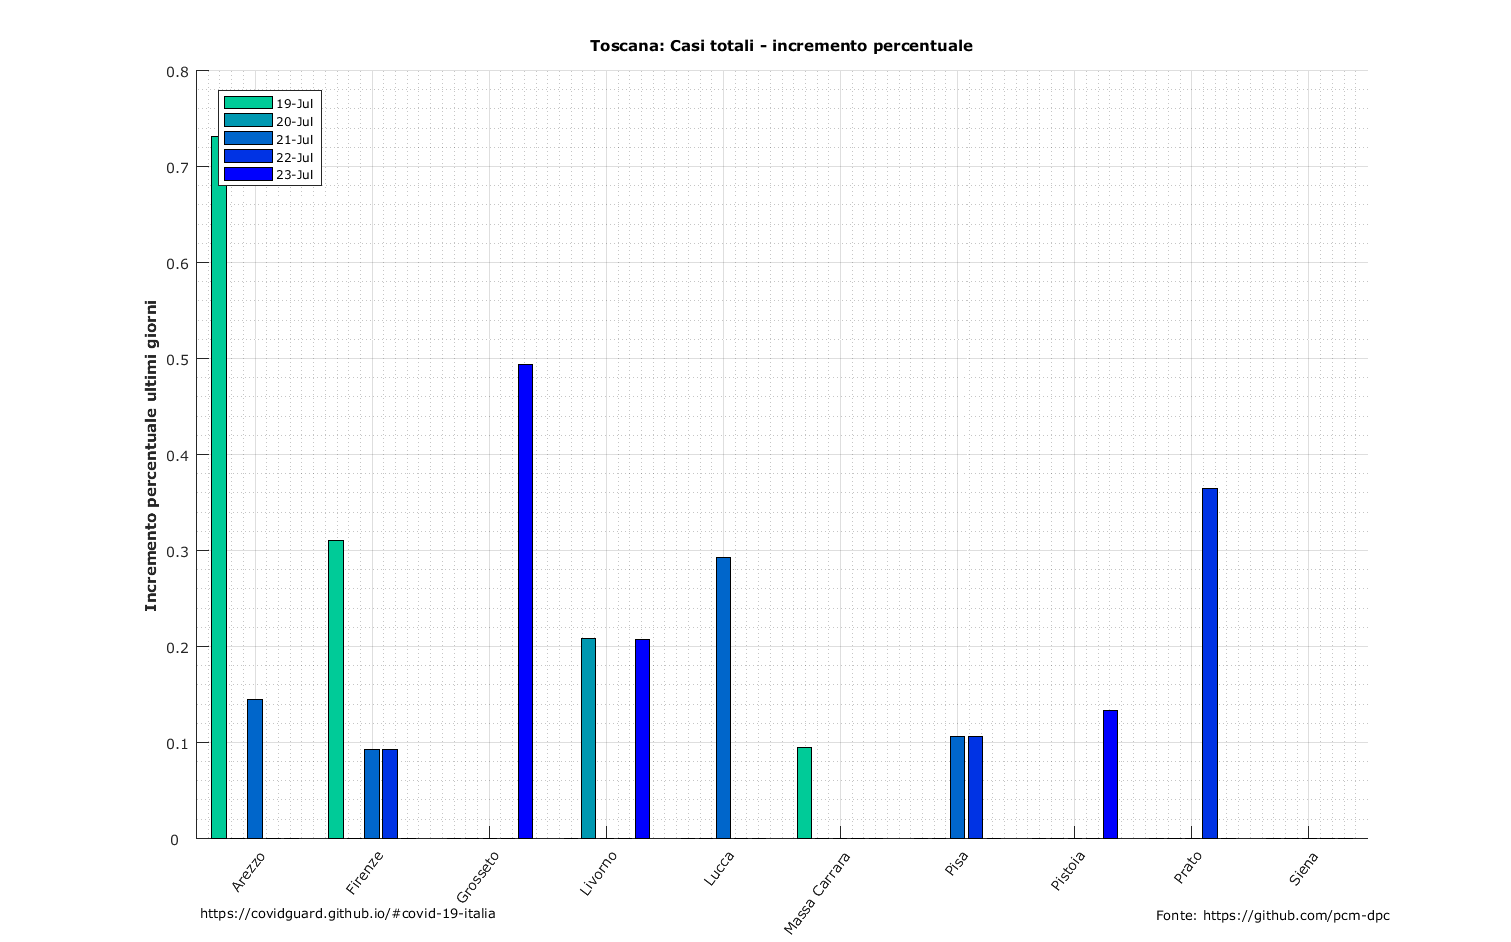 Toscana: Casi totali - incremento percentuale
Incremento percentuale ultimi giorni
0.8
0.7
0.6
0.5
0.4
0.3
0.2
0.1
0
19-Jul
20-Jul
21-Jul
22-Jul
23-Jul
Arezzo
Firenze
Grosseto
Livorno
Lucca
Massa Carrara
Pisa
Pistoia
Prato
Siena
https://covidguard.github.io/#covid-19-italia
Fonte: https://github.com/pcm-dpc